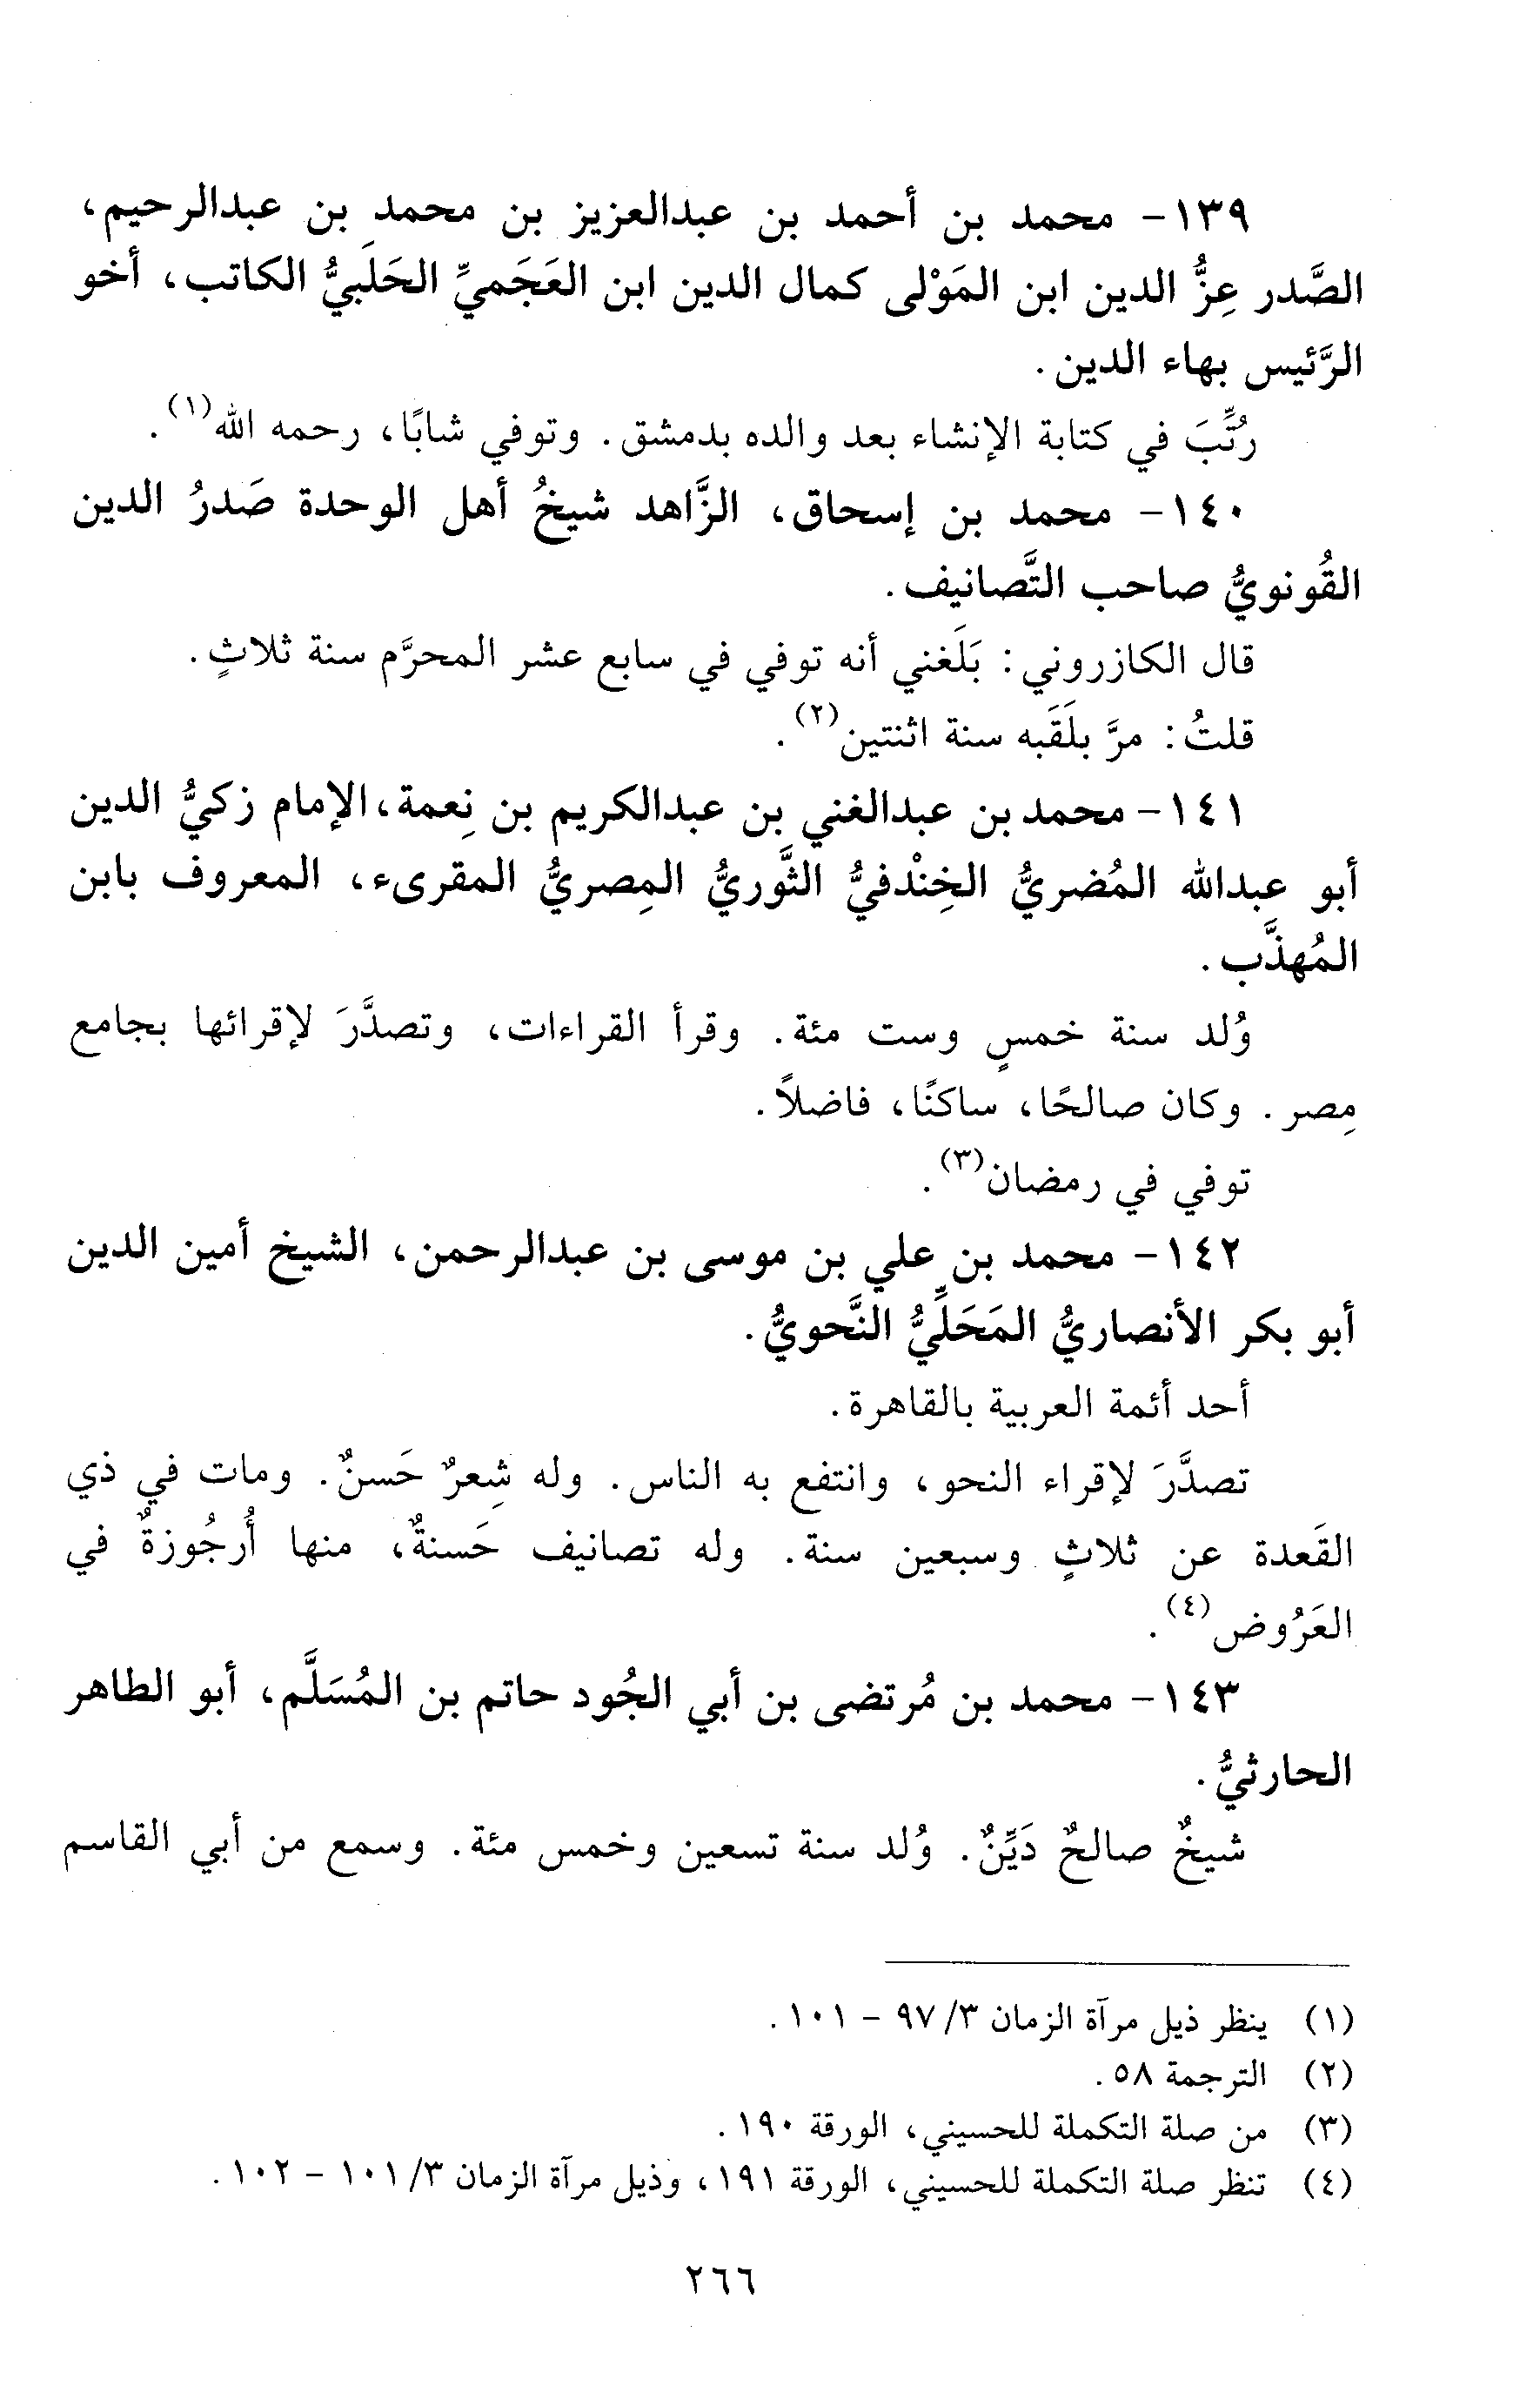 ١٣٩- محمد بن أحمد بن عبدالعزيز بن محمد بن عبدالرحيم،
الصَّدر عِزُّ الدين ابن المَوْلى كمال الدين ابن العَجَميِّ الحَلَبيُّ الكاتب، أخو
الرَّئيس بهاء الدين.
رُتِّبَ في كتابة الإنشاء بعد والده بدمشق. وتوفي شابًا، رحمه الله(١).
١٤٠- محمد بن إسحاق، الزَّاهد شيخُ أهل الوحدة صَدرُ الدين
القُونويُّ صاحب التَّصانيف.
قال الكازروني: بَلَغني أنه توفي في سابع عشر المحرَّم سنة ثلاثٍ.
قلتُ: مرَّ بلَقَبه سنة اثنتين(٢).
١٤١- محمد بن عبدالغني بن عبدالكريم بن نِعمة، الإمام زكيُّ الدين
أبو عبدالله المُضريُّ الخِنْدفيُّ الثَّوريُّ المِصريُّ المقرىء، المعروف بابن
المُهذَّب.
وُلد سنة خمسٍ وست مئة. وقرأ القراءات، وتصدَّرَ لإقرائها بجامع
مِصر. وكان صالحًا، ساكنًا، فاضلاً.
توفي في رمضان(٣).
١٤٢- محمد بن علي بن موسى بن عبدالرحمن، الشيخ أمين الدين
أبو بكر الأنصاريُّ المَحَلِّيُّ النَّحويُّ.
أحد أئمة العربية بالقاهرة.
تصدَّرَ لإقراء النحو، وانتفع به الناس. وله شِعرٌ حَسنٌ. ومات في ذي
القَعدة عن ثلاثٍ وسبعين سنة. وله تصانيف حَسنةٌ، منها أُرجُوزةٌ في
العَرُوض(٤).
١٤٣- محمد بن مُرتضى بن أبي الجُود حاتم بن المُسَلَّم، أبو الطاهر
الحارثيُّ.
شيخٌ صالحٌ دَيِّنٌ. وُلد سنة تسعين وخمس مئة. وسمع من أبي القاسم
(١) ينظر ذيل مرآة الزمان ٣/ ٩٧ - ١٠١.
(٢) الترجمة ٥٨.
(٣) من صلة التكملة للحسيني، الورقة ١٩٠.
(٤) تنظر صلة التكملة للحسيني، الورقة ١٩١، وذيل مرآة الزمان ٣/ ١٠١ - ١٠٢.
٢٦٦